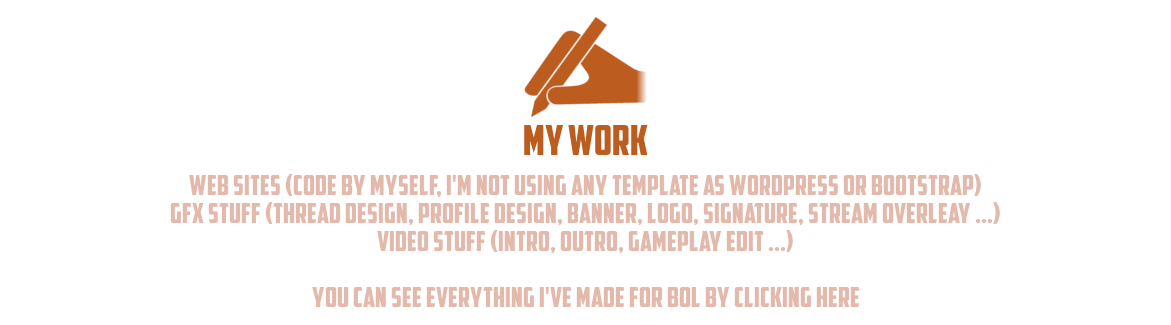 MY WORK
WEB SITES (CODE BY MYSELF, I'M NOT USING ANY TEMPLATE AS WORDPRESS OR BOOTSTRAP)
GFX STUFF (THREAD DESIGN, PROFILE DESIGN, BANNER, LOGO, SIGNATURE, STREAM OVERLEAY ...)
VIDEO STUFF (INTRO, OUTRO, GAMEPLAY EDIT ...)
YOU CAN SEE EVERYTHING I'VE MADE FOR BOL BY CLICKING HERE